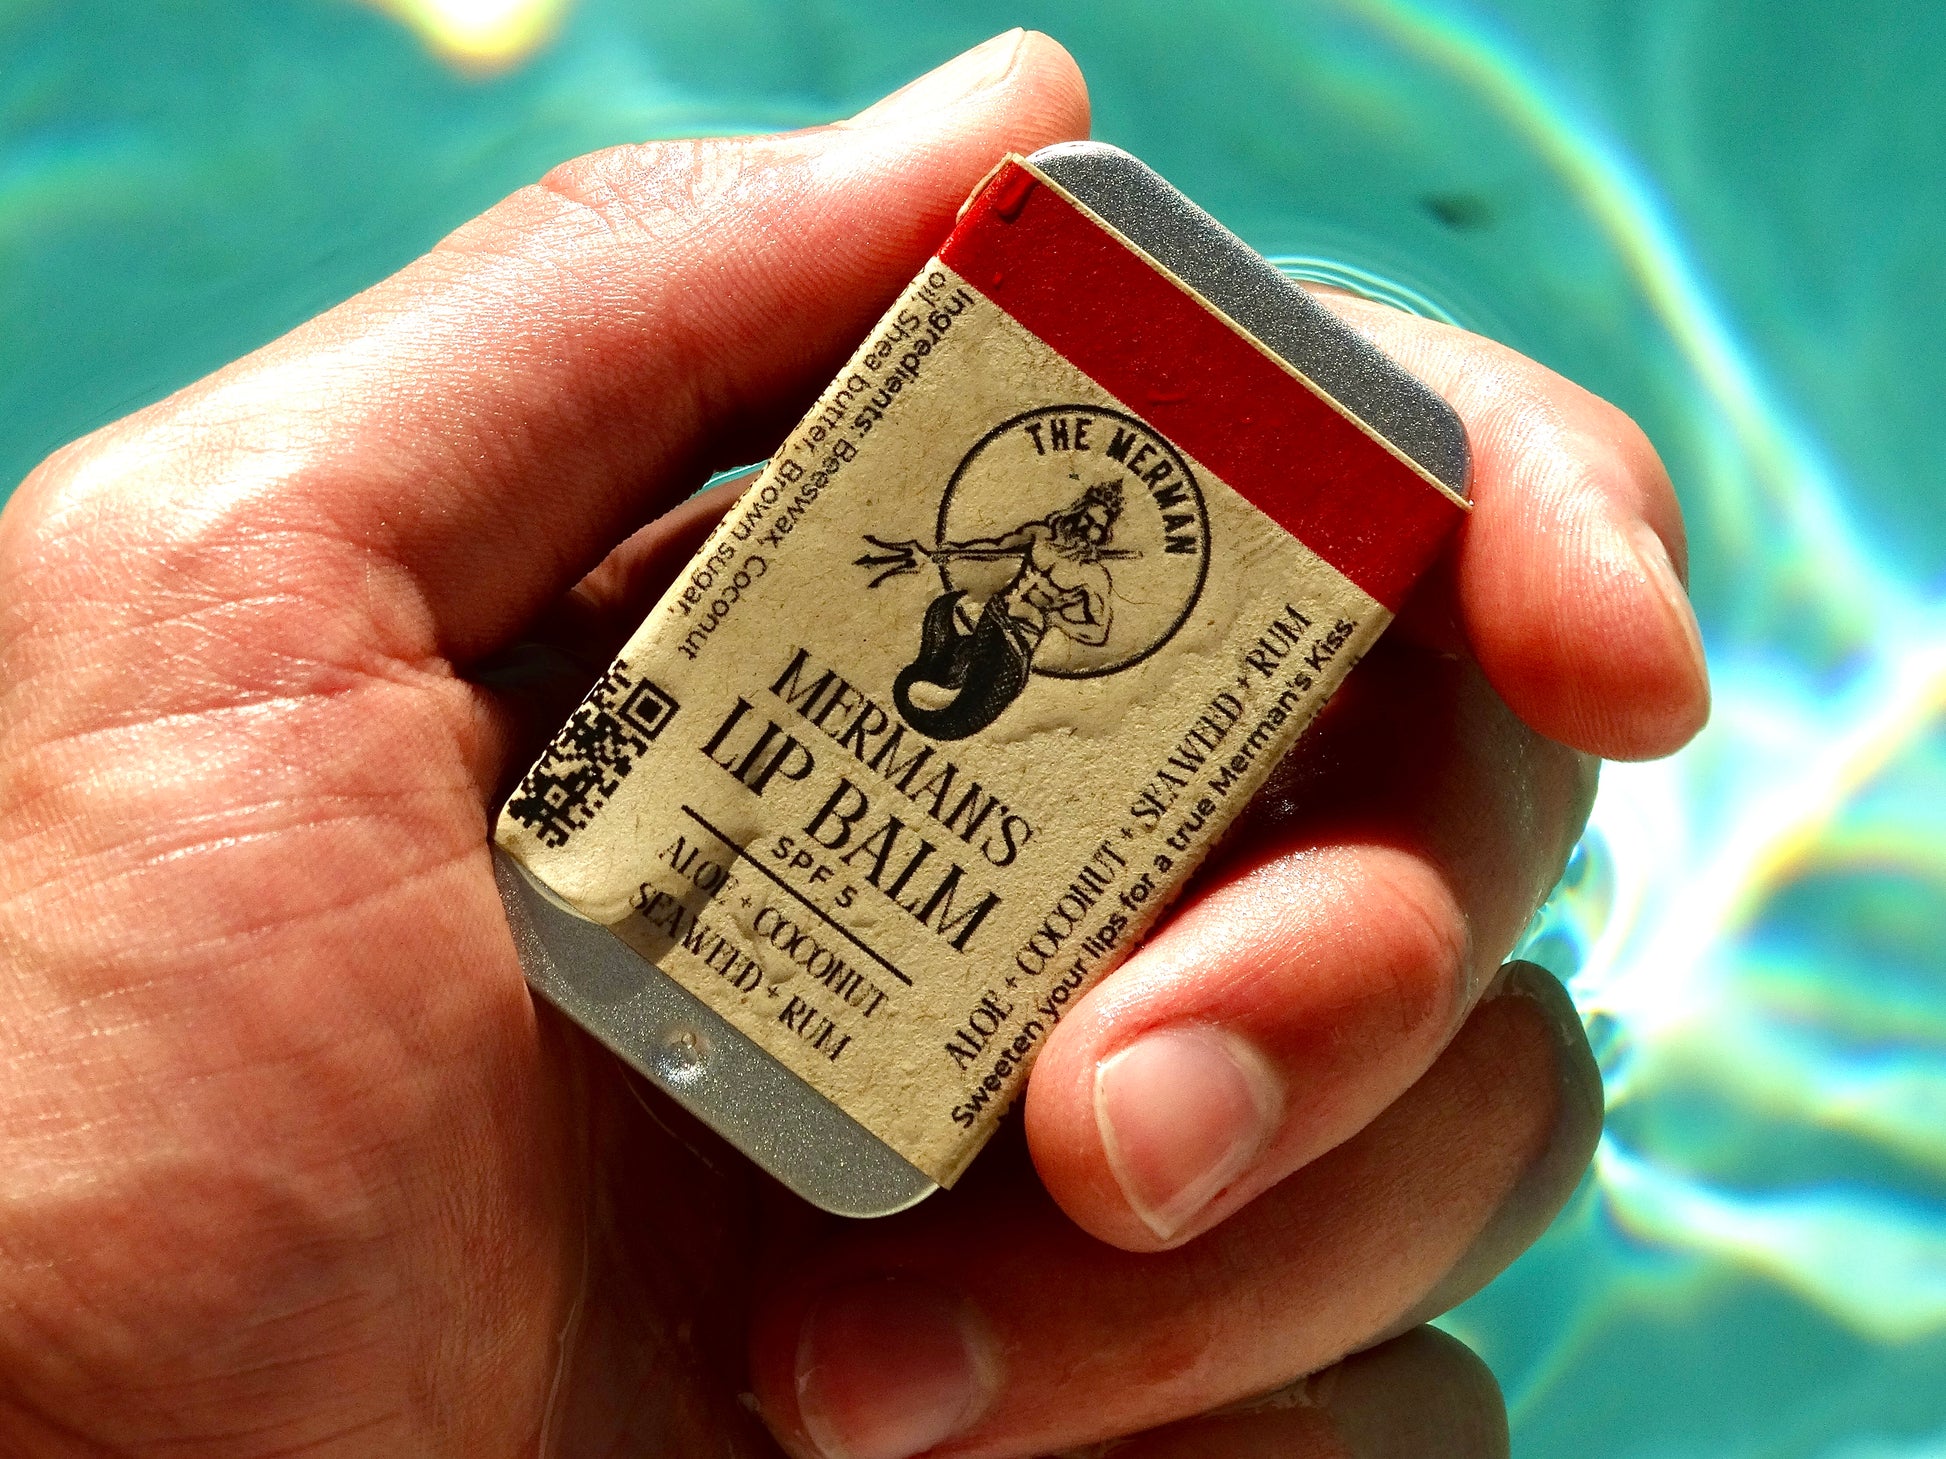 Ingredients: Beeswax, Coconut
oil, Shea butter, Brown sugar,
THE MERMAN
MERMAN'S
LIP BALM
SPF 5
ALOE + COCONUT
SEAWEED + RUM
ALOE + COCONUT + SEAWEED + RUM
Sweeten your lips for a true Merman's Kiss.